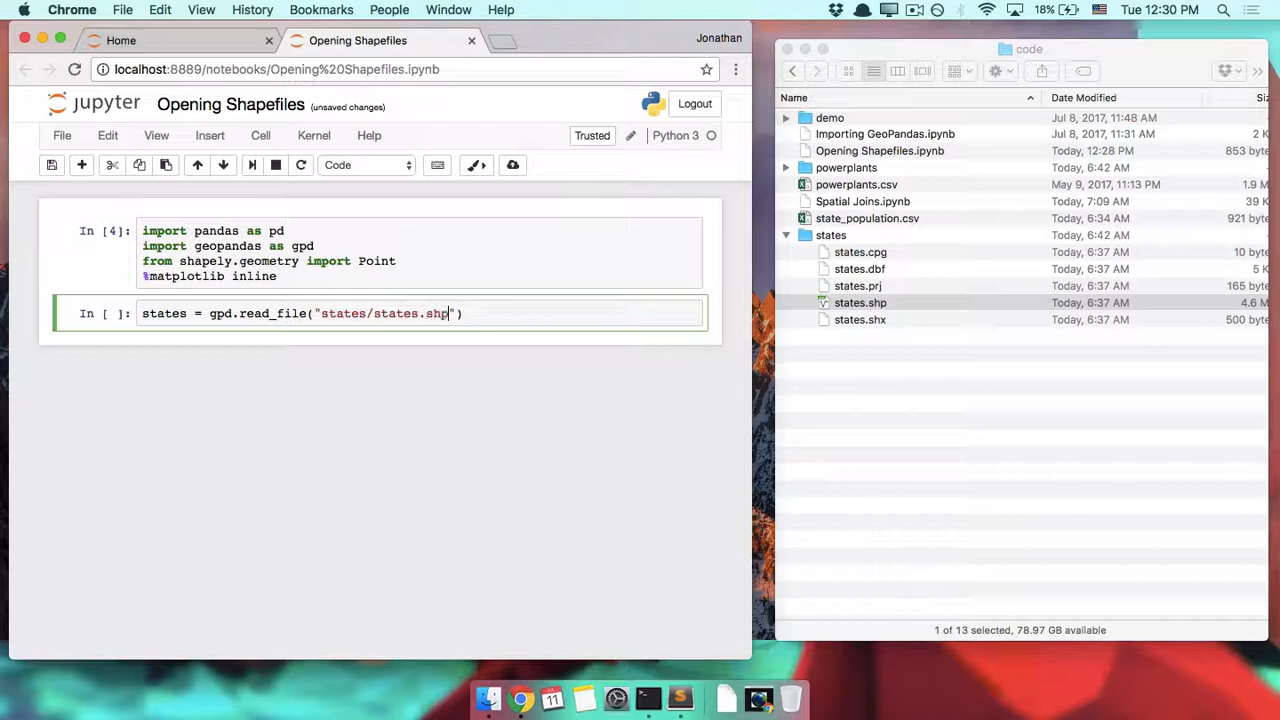 Chrome File Edit View History Bookmarks People Window Help 18% Tue 12:30 PM
Home Opening Shapefiles Jonathan
localhost:8889/notebooks/Opening%20Shapefiles.ipynb
jupyter Opening Shapefiles (unsaved changes) Logout
File Edit View Insert Cell Kernel Help Trusted Python 3
Code
In [4]: import pandas as pd
import geopandas as gpd
from shapely.geometry import Point
%matplotlib inline
In [ ]: states = gpd.read_file("states/states.shp")
code
Name Date Modified Siz
demo Jul 8, 2017, 11:48 AM
Importing GeoPandas.ipynb Jul 8, 2017, 11:31 AM 2 K
Opening Shapefiles.ipynb Today, 12:28 PM 853 byte
powerplants Today, 6:42 AM
powerplants.csv May 9, 2017, 11:13 PM 1.9 M
Spatial Joins.ipynb Today, 7:09 AM 39 K
state_population.csv Today, 6:34 AM 921 byte
states Today, 6:42 AM
states.cpg Today, 6:37 AM 10 byte
states.dbf Today, 6:37 AM 5 K
states.prj Today, 6:37 AM 165 byte
states.shp Today, 6:37 AM 4.6 M
states.shx Today, 6:37 AM 500 byte
1 of 13 selected, 78.97 GB available
11